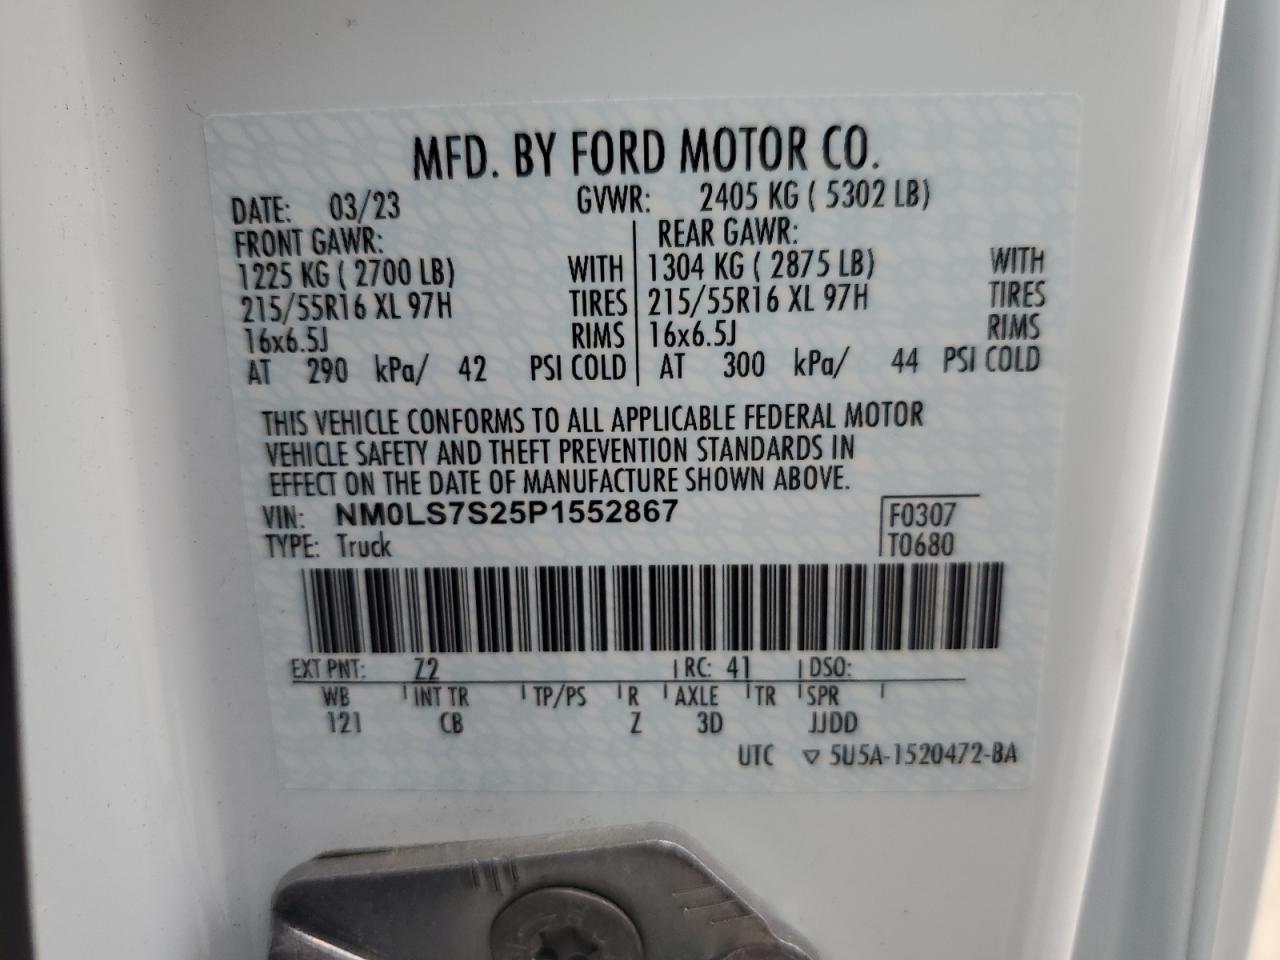 MFD. BY FORD MOTOR CO.
DATE: 03/23 GVWR: 2405 KG ( 5302 LB)
FRONT GAWR: REAR GAWR:
1225 KG ( 2700 LB) WITH 1304 KG ( 2875 LB) WITH
215/55R16 XL 97H TIRES 215/55R16 XL 97H TIRES
16x6.5J RIMS 16x6.5J RIMS
AT 290 kPa/ 42 PSI COLD AT 300 kPa/ 44 PSI COLD
THIS VEHICLE CONFORMS TO ALL APPLICABLE FEDERAL MOTOR
VEHICLE SAFETY AND THEFT PREVENTION STANDARDS IN
EFFECT ON THE DATE OF MANUFACTURE SHOWN ABOVE.
VIN: NM0LS7S25P1552867 F0307
TYPE: Truck T0680
EXT PNT: Z2 RC: 41 DSO:
WB INT TR TP/PS R AXLE TR SPR
121 CB Z 3D JJDD
UTC ▽ 5U5A-1520472-BA